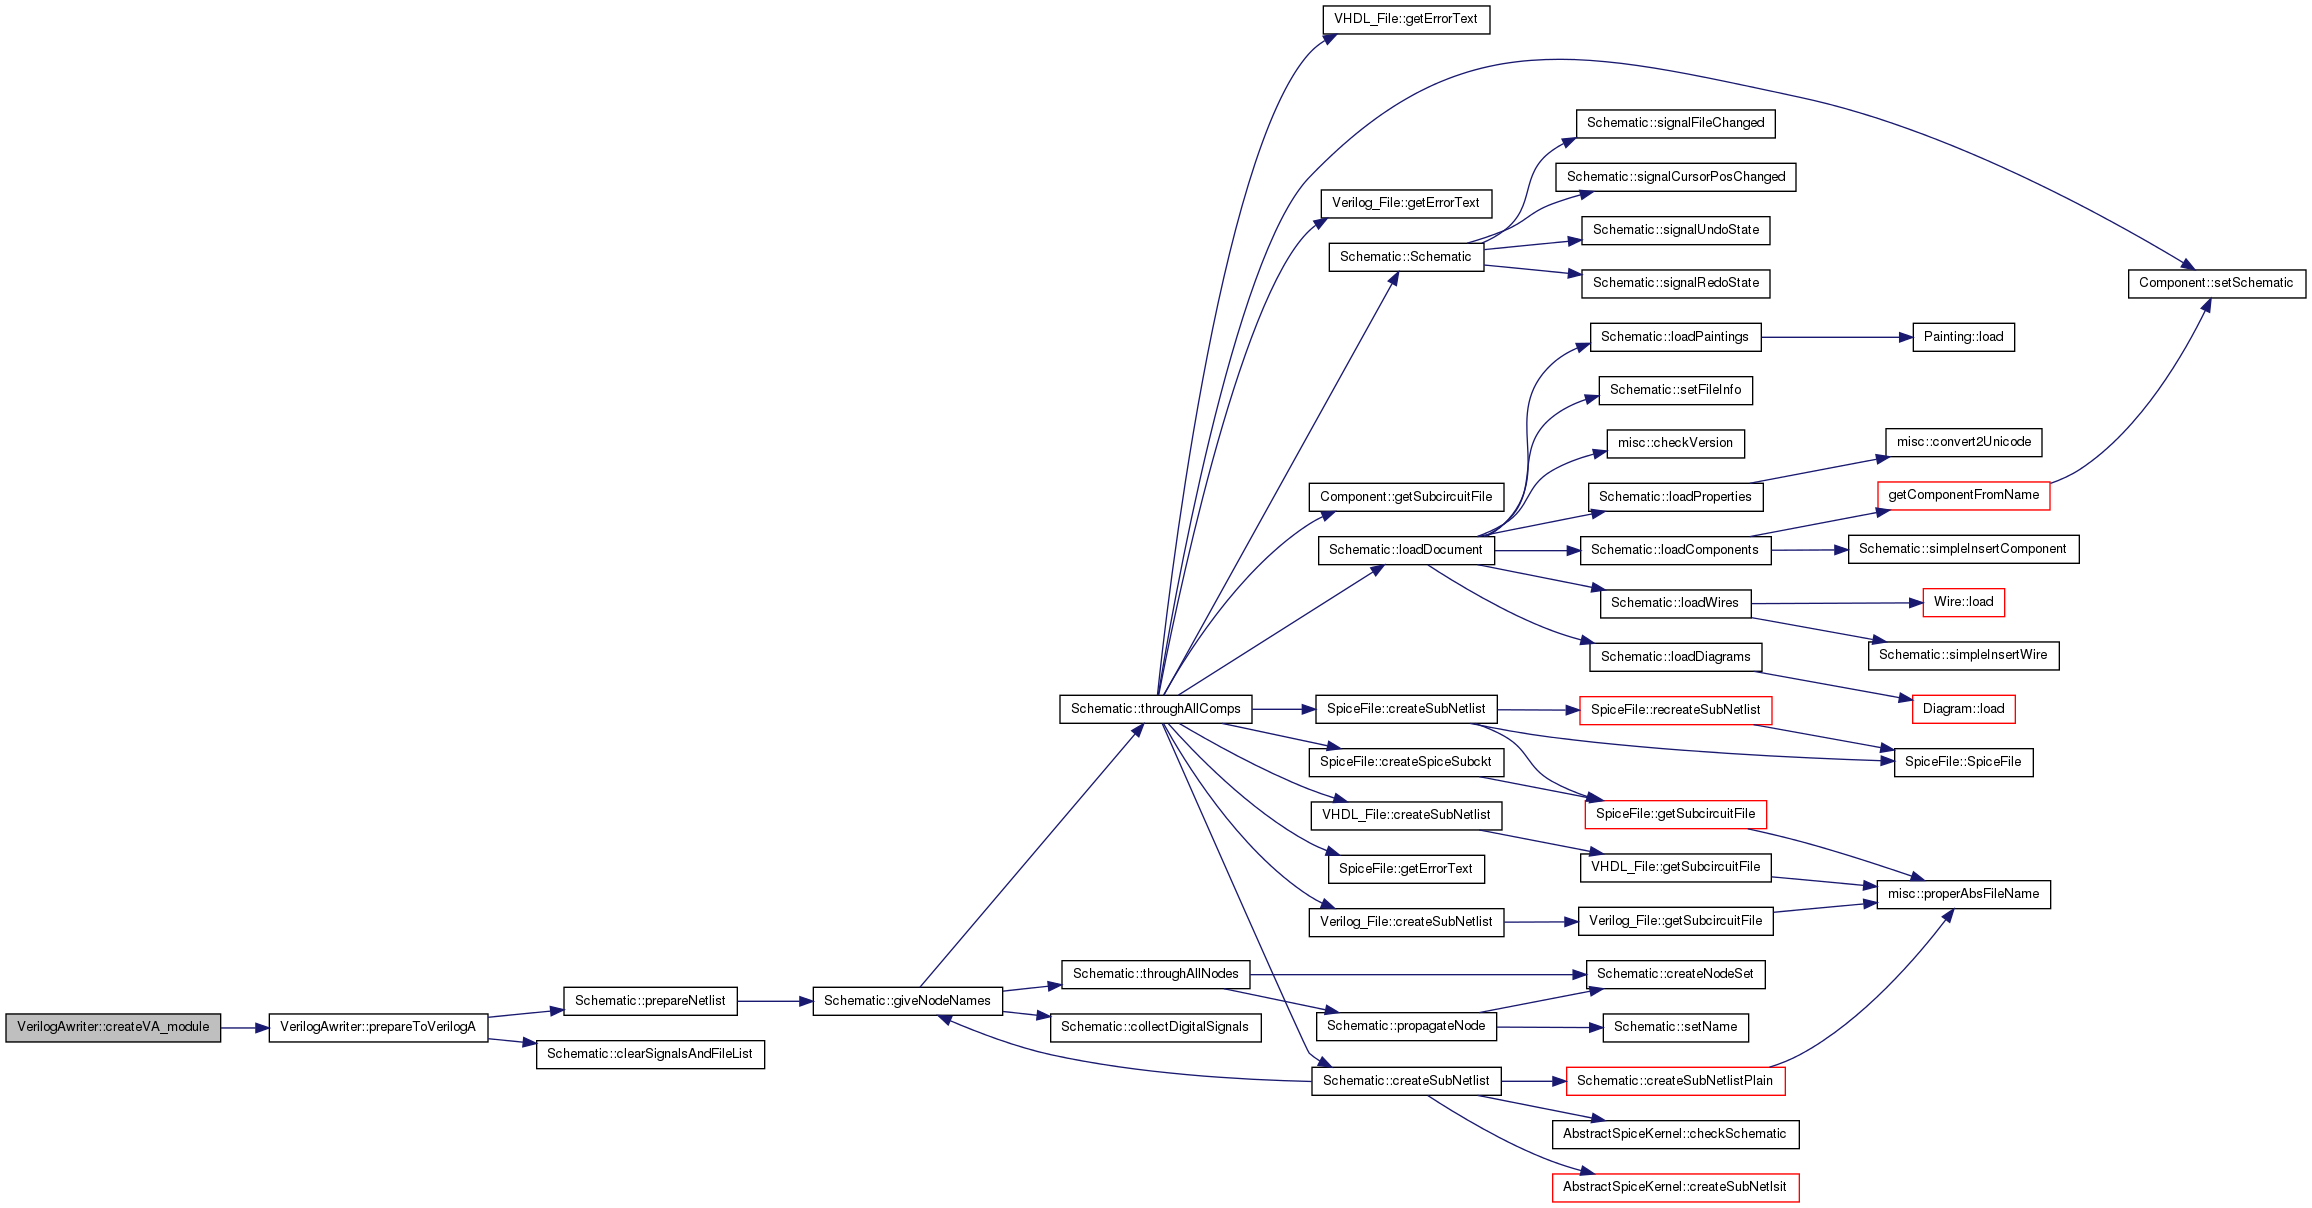 VHDL_File::getErrorText
Schematic::signalFileChanged
Schematic::signalCursorPosChanged
Verilog_File::getErrorText
Schematic::signalUndoState
Schematic::Schematic
Schematic::signalRedoState
Component::setSchematic
Schematic::loadPaintings
Painting::load
Schematic::setFileInfo
misc::checkVersion
misc::convert2Unicode
Component::getSubcircuitFile
Schematic::loadProperties
getComponentFromName
Schematic::loadDocument
Schematic::loadComponents
Schematic::simpleInsertComponent
Schematic::loadWires
Wire::load
Schematic::loadDiagrams
Schematic::simpleInsertWire
Schematic::throughAllComps
SpiceFile::createSubNetlist
SpiceFile::recreateSubNetlist
Diagram::load
SpiceFile::createSpiceSubckt
SpiceFile::SpiceFile
VHDL_File::createSubNetlist
SpiceFile::getSubcircuitFile
SpiceFile::getErrorText
VHDL_File::getSubcircuitFile
misc::properAbsFileName
Verilog_File::createSubNetlist
Verilog_File::getSubcircuitFile
Schematic::throughAllNodes
Schematic::createNodeSet
Schematic::prepareNetlist
Schematic::giveNodeNames
VerilogAwriter::createVA_module
VerilogAwriter::prepareToVerilogA
Schematic::collectDigitalSignals
Schematic::propagateNode
Schematic::setName
Schematic::clearSignalsAndFileList
Schematic::createSubNetlist
Schematic::createSubNetlistPlain
AbstractSpiceKernel::checkSchematic
AbstractSpiceKernel::createSubNetlsit